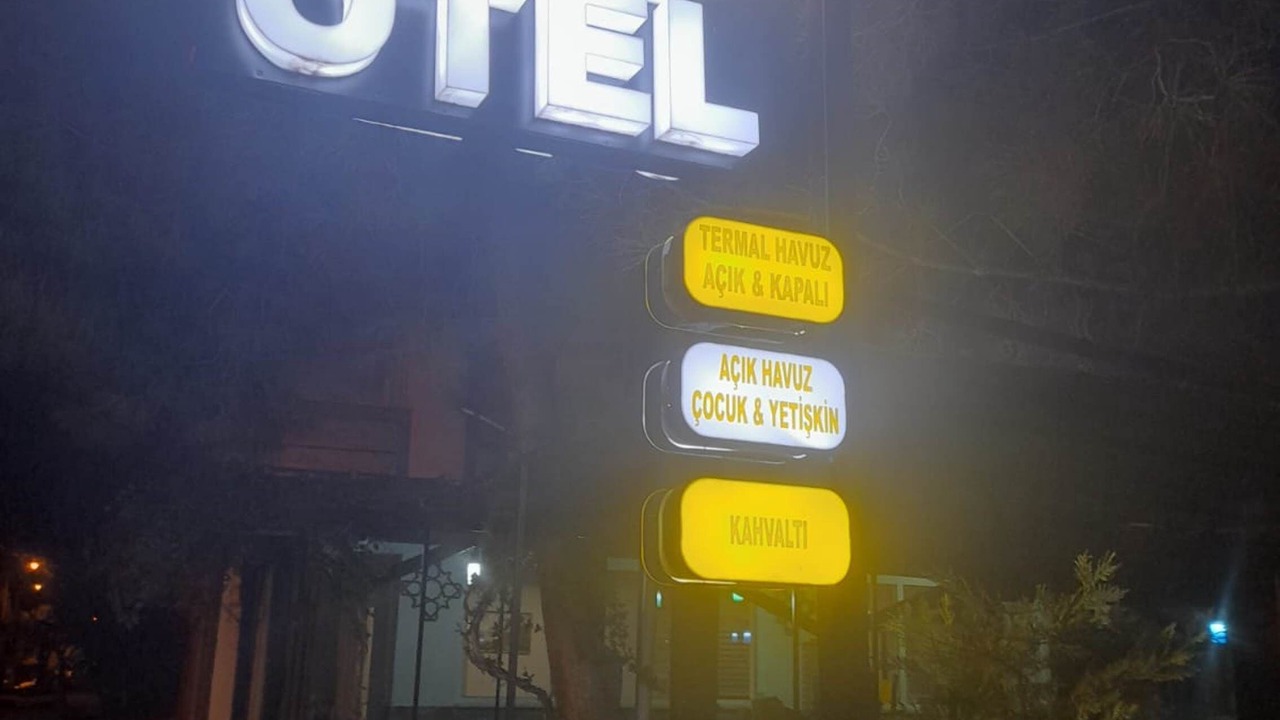 OTEL
TERMAL HAVUZ
AÇIK & KAPALI
AÇIK HAVUZ
ÇOCUK & YETİŞKİN
KAHVALTI